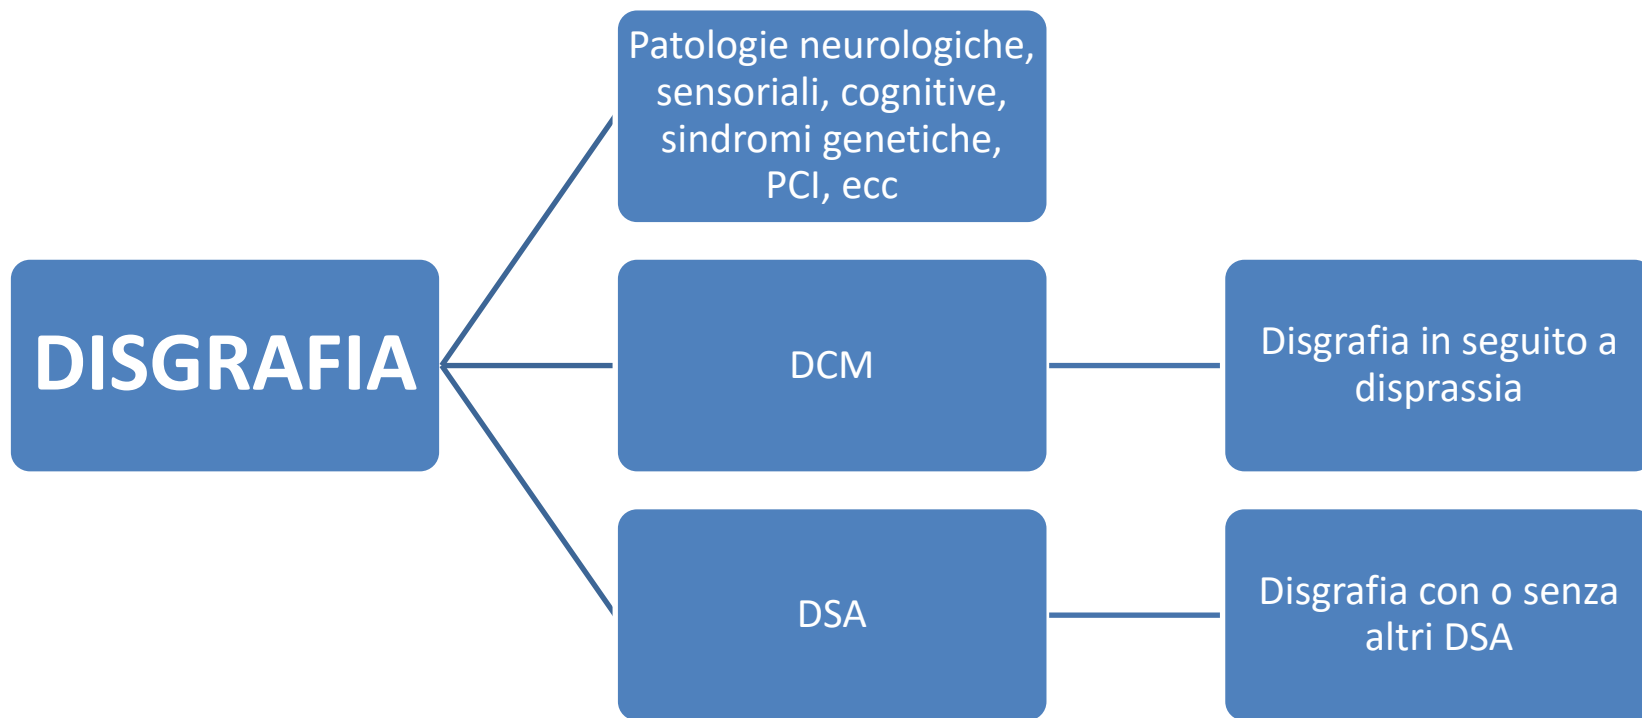 Patologie neurologiche,
sensoriali, cognitive,
sindromi genetiche,
PCI, ecc
DISGRAFIA
DCM
Disgrafia in seguito a
disprassia
DSA
Disgrafia con o senza
altri DSA